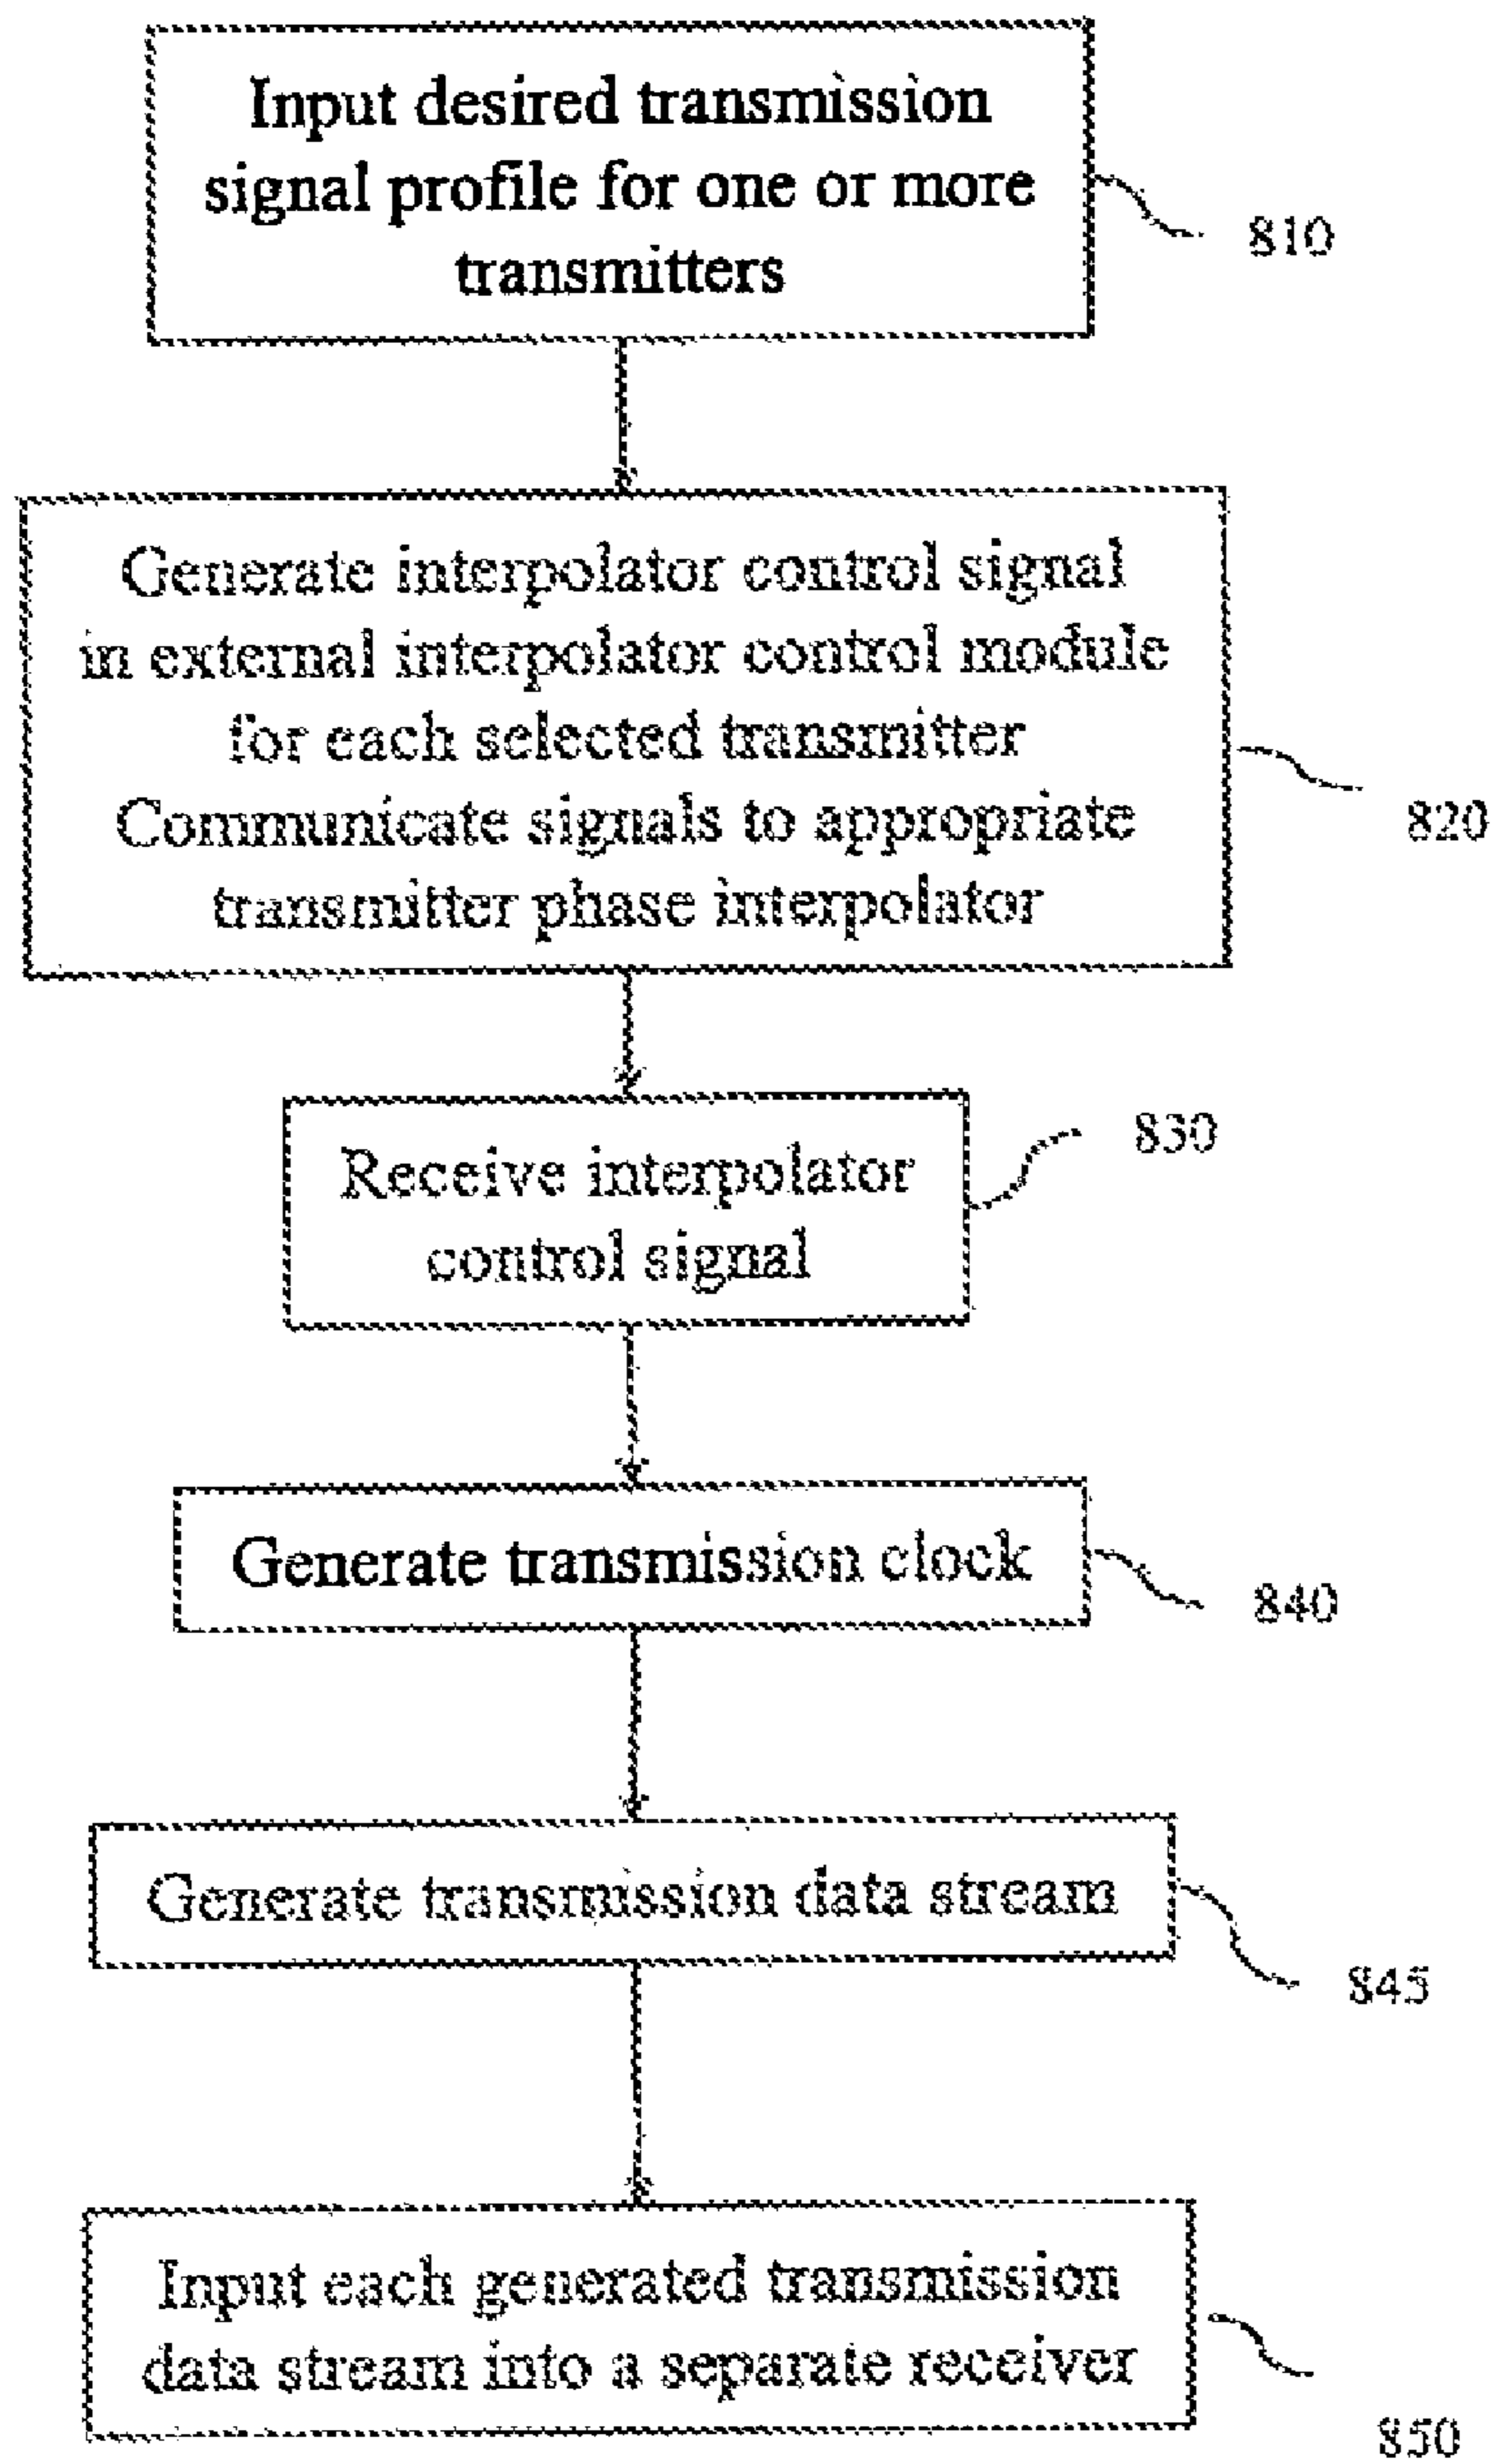 Input desired transmission
signal profile for one or more
transmitters
810
Generate interpolator control signal
in external interpolator control module
for each selected transmitter
Communicate signals to appropriate
transmitter phase interpolator
820
Receive interpolator
control signal
830
Generate transmission clock
840
Generate transmission data stream
845
Input each generated transmission
data stream into a separate receiver
850